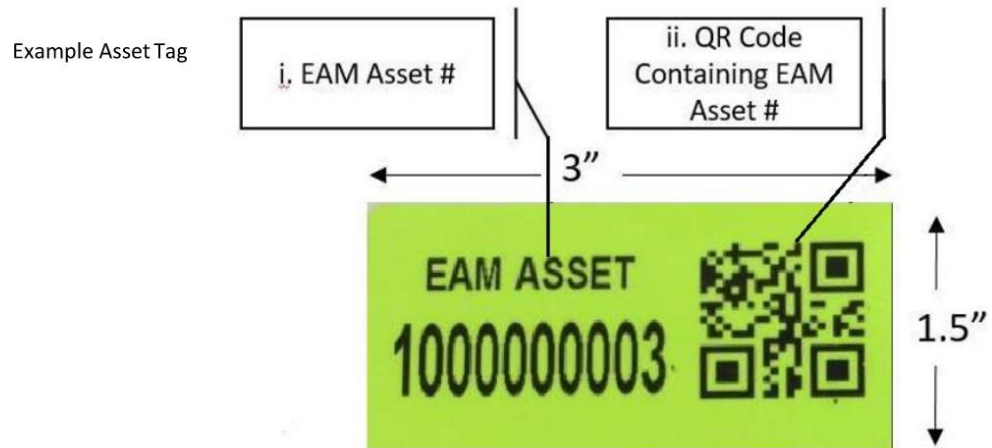 Example Asset Tag
i. EAM Asset #
ii. QR Code
Containing EAM
Asset #
3”
EAM ASSET
1000000003
1.5”